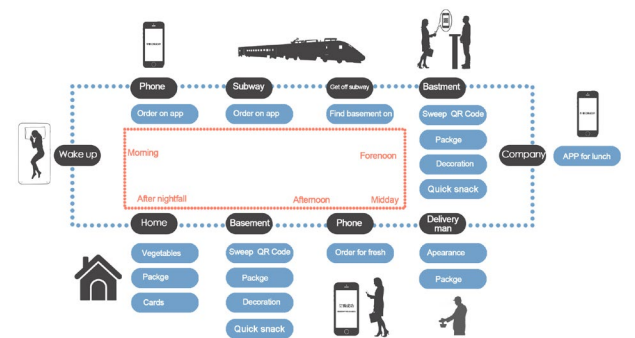 Phone
Subway
Get off subway
Bastment
Order on app
Order on app
Find basement on
Sweep QR Code
Packge
Decoration
Quick snack
Wake up
Morning
Forenoon
Company
APP for lunch
After nightfall
Afternoon
Midday
Home
Basement
Phone
Delivery
man
Vegetables
Sweep QR Code
Order for fresh
Apearance
Packge
Packge
Packge
Cards
Decoration
Quick snack